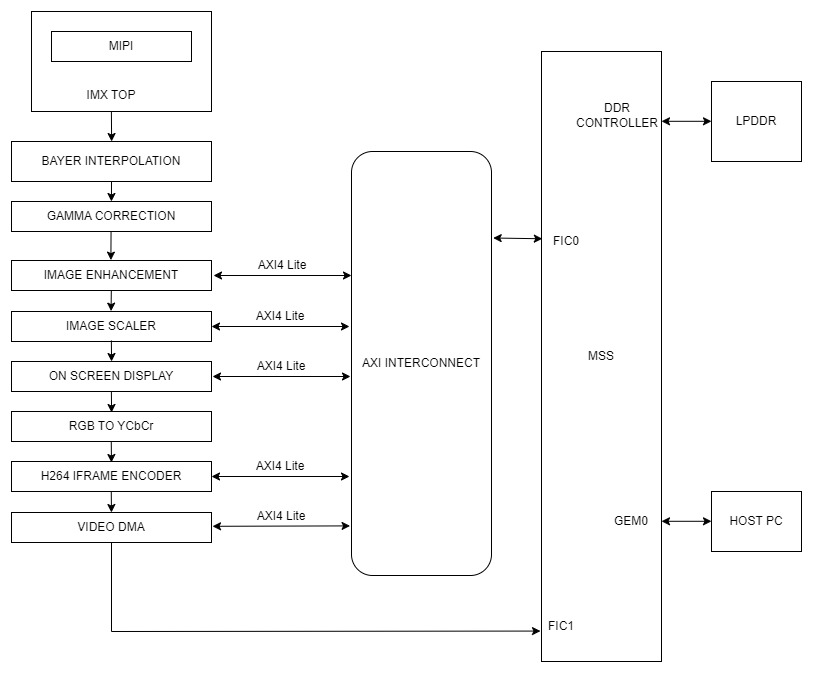 MIPI
IMX TOP
BAYER INTERPOLATION
GAMMA CORRECTION
IMAGE ENHANCEMENT
AXI4 Lite
IMAGE SCALER
AXI4 Lite
ON SCREEN DISPLAY
AXI4 Lite
RGB TO YCbCr
H264 IFRAME ENCODER
AXI4 Lite
VIDEO DMA
AXI4 Lite
AXI INTERCONNECT
DDR
CONTROLLER
LPDDR
FIC0
MSS
GEM0
HOST PC
FIC1